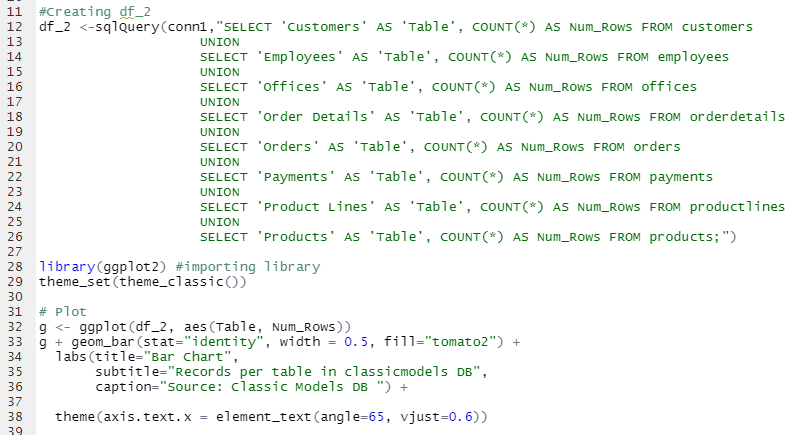 11 #Creating df_2
12 df_2 <-sqlQuery(conn1,"SELECT 'Customers' AS 'Table', COUNT(*) AS Num_Rows FROM customers
13 UNION
14 SELECT 'Employees' AS 'Table', COUNT(*) AS Num_Rows FROM employees
15 UNION
16 SELECT 'Offices' AS 'Table', COUNT(*) AS Num_Rows FROM offices
17 UNION
18 SELECT 'Order Details' AS 'Table', COUNT(*) AS Num_Rows FROM orderdetails
19 UNION
20 SELECT 'Orders' AS 'Table', COUNT(*) AS Num_Rows FROM orders
21 UNION
22 SELECT 'Payments' AS 'Table', COUNT(*) AS Num_Rows FROM payments
23 UNION
24 SELECT 'Product Lines' AS 'Table', COUNT(*) AS Num_Rows FROM productlines
25 UNION
26 SELECT 'Products' AS 'Table', COUNT(*) AS Num_Rows FROM products;")
27
28 library(ggplot2) #importing library
29 theme_set(theme_classic())
30
31 # Plot
32 g <- ggplot(df_2, aes(Table, Num_Rows))
33 g + geom_bar(stat="identity", width = 0.5, fill="tomato2") +
34 labs(title="Bar Chart",
35 subtitle="Records per table in classicmodels DB",
36 caption="Source: Classic Models DB ") +
37
38 theme(axis.text.x = element_text(angle=65, vjust=0.6))
39